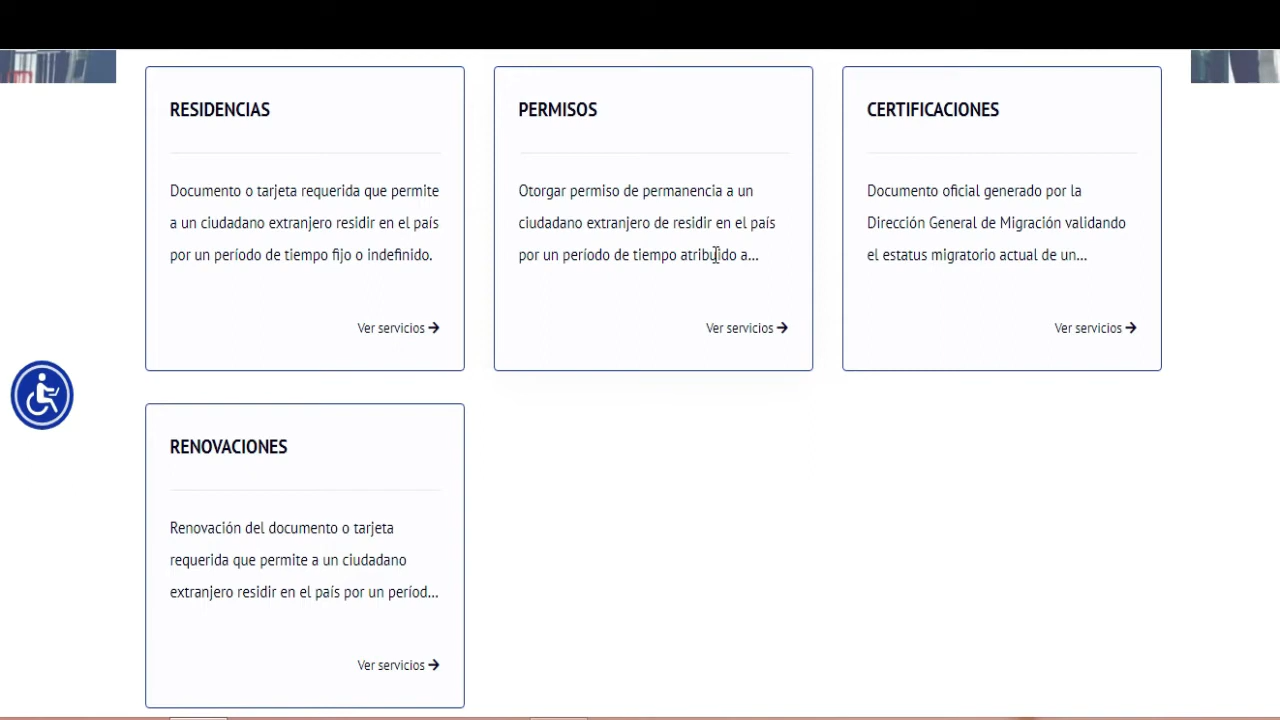 RESIDENCIAS
Documento o tarjeta requerida que permite
a un ciudadano extranjero residir en el país
por un período de tiempo fijo o indefinido.
Ver servicios
PERMISOS
Otorgar permiso de permanencia a un
ciudadano extranjero de residir en el país
por un período de tiempo atribuido a...
Ver servicios
CERTIFICACIONES
Documento oficial generado por la
Dirección General de Migración validando
el estatus migratorio actual de un...
Ver servicios
RENOVACIONES
Renovación del documento o tarjeta
requerida que permite a un ciudadano
extranjero residir en el país por un períod...
Ver servicios